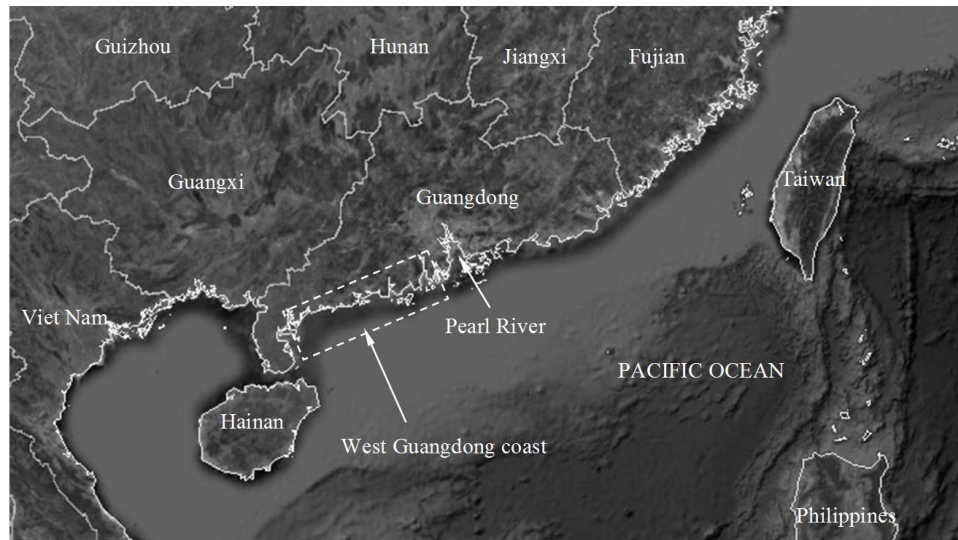 Guizhou
Hunan
Jiangxi
Fujian
Guangxi
Guangdong
Taiwan
Viet Nam
Pearl River
PACIFIC OCEAN
Hainan
West Guangdong coast
Philippines